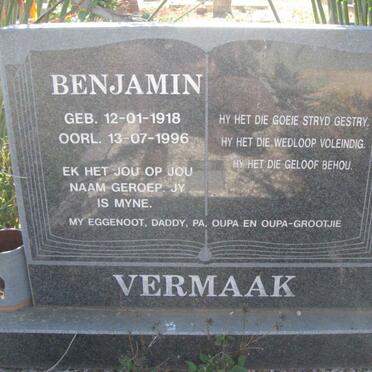 BENJAMIN
GEB. 12-01-1918
OORL. 13-07-1996
EK HET JOU OP JOU
NAAM GEROEP. JY
IS MYNE.
HY HET DIE GOEIE STRYD GESTRY.
HY HET DIE WEDLOOP VOLEINDIG.
HY HET DIE GELOOF BEHOU.
MY EGGENOOT, DADDY, PA, OUPA EN OUPA-GROOTJIE
VERMAAK